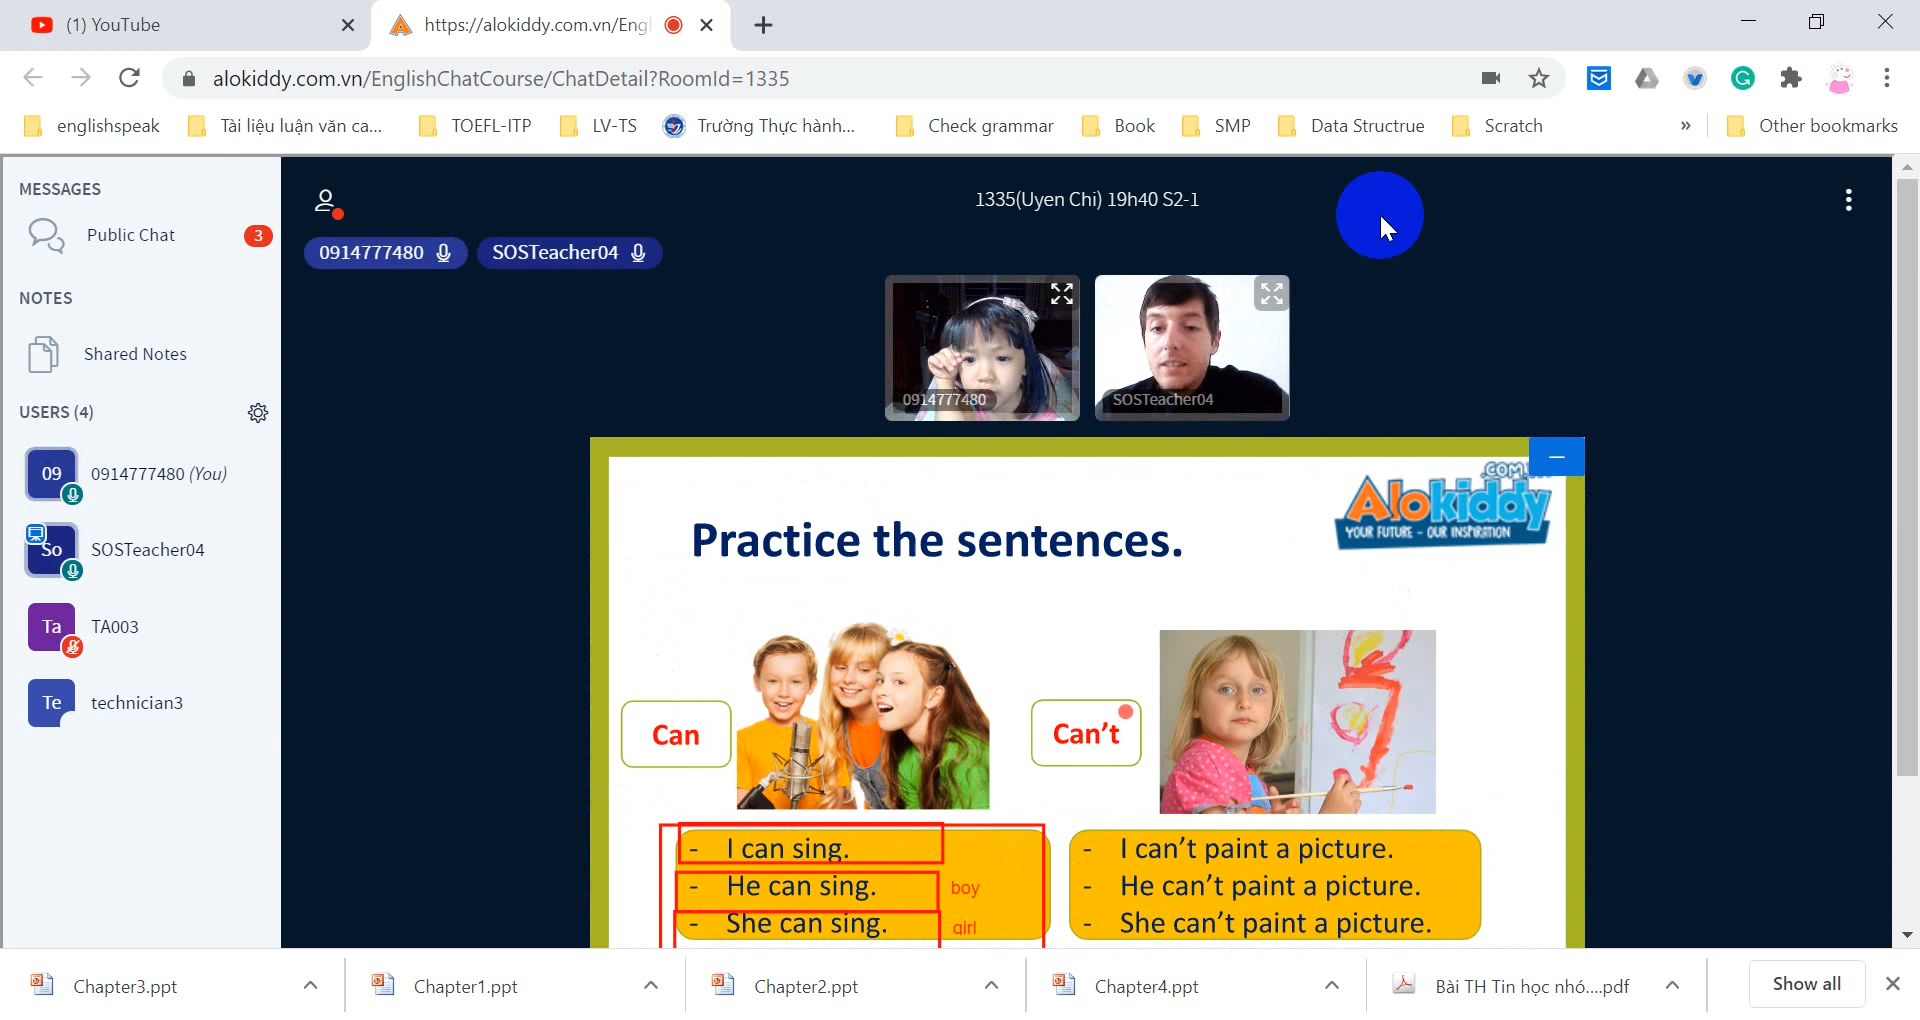 (1) YouTube
https://alokiddy.com.vn/Engl
alokiddy.com.vn/EnglishChatCourse/ChatDetail?RoomId=1335
englishspeak
Tài liệu luận văn ca...
TOEFL-ITP
LV-TS
Trường Thực hành...
Check grammar
Book
SMP
Data Structrue
Scratch
»
Other bookmarks
MESSAGES
Public Chat
3
NOTES
Shared Notes
USERS (4)
09
0914777480 (You)
So
SOSTeacher04
Ta
TA003
Te
technician3
1335(Uyen Chi) 19h40 S2-1
0914777480
SOSTeacher04
0914777480
SOSTeacher04
.COM
Alokiddy
YOUR FUTURE - OUR INSPIRATION
Practice the sentences.
Can
Can't
- I can sing.
- He can sing.
boy
- She can sing.
girl
- I can't paint a picture.
- He can't paint a picture.
- She can't paint a picture.
Chapter3.ppt
Chapter1.ppt
Chapter2.ppt
Chapter4.ppt
Bài TH Tin học nhó....pdf
Show all